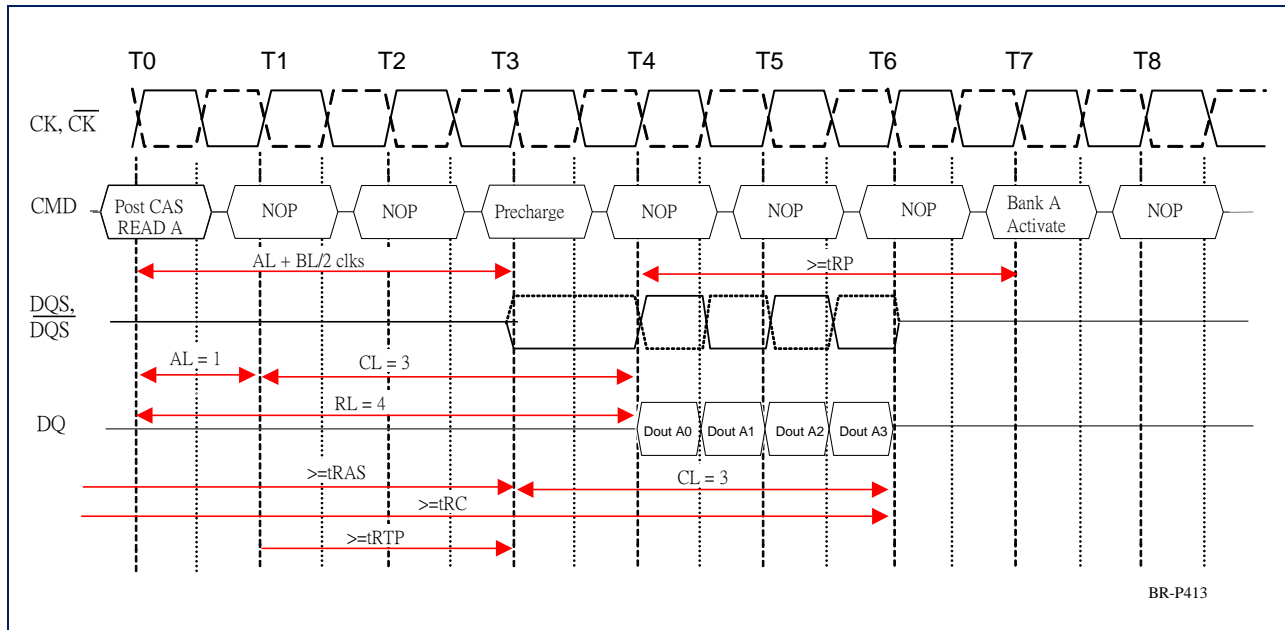 T0 T1 T2 T3 T4 T5 T6 T7 T8
CK, CK
CMD
Post CAS
READ A
NOP
NOP
Precharge
NOP
NOP
NOP
Bank A
Activate
NOP
AL + BL/2 clks
>=tRP
DQS,
DQS
AL = 1
CL = 3
RL = 4
DQ
Dout A0
Dout A1
Dout A2
Dout A3
>=tRAS
CL = 3
>=tRC
>=tRTP
BR-P413